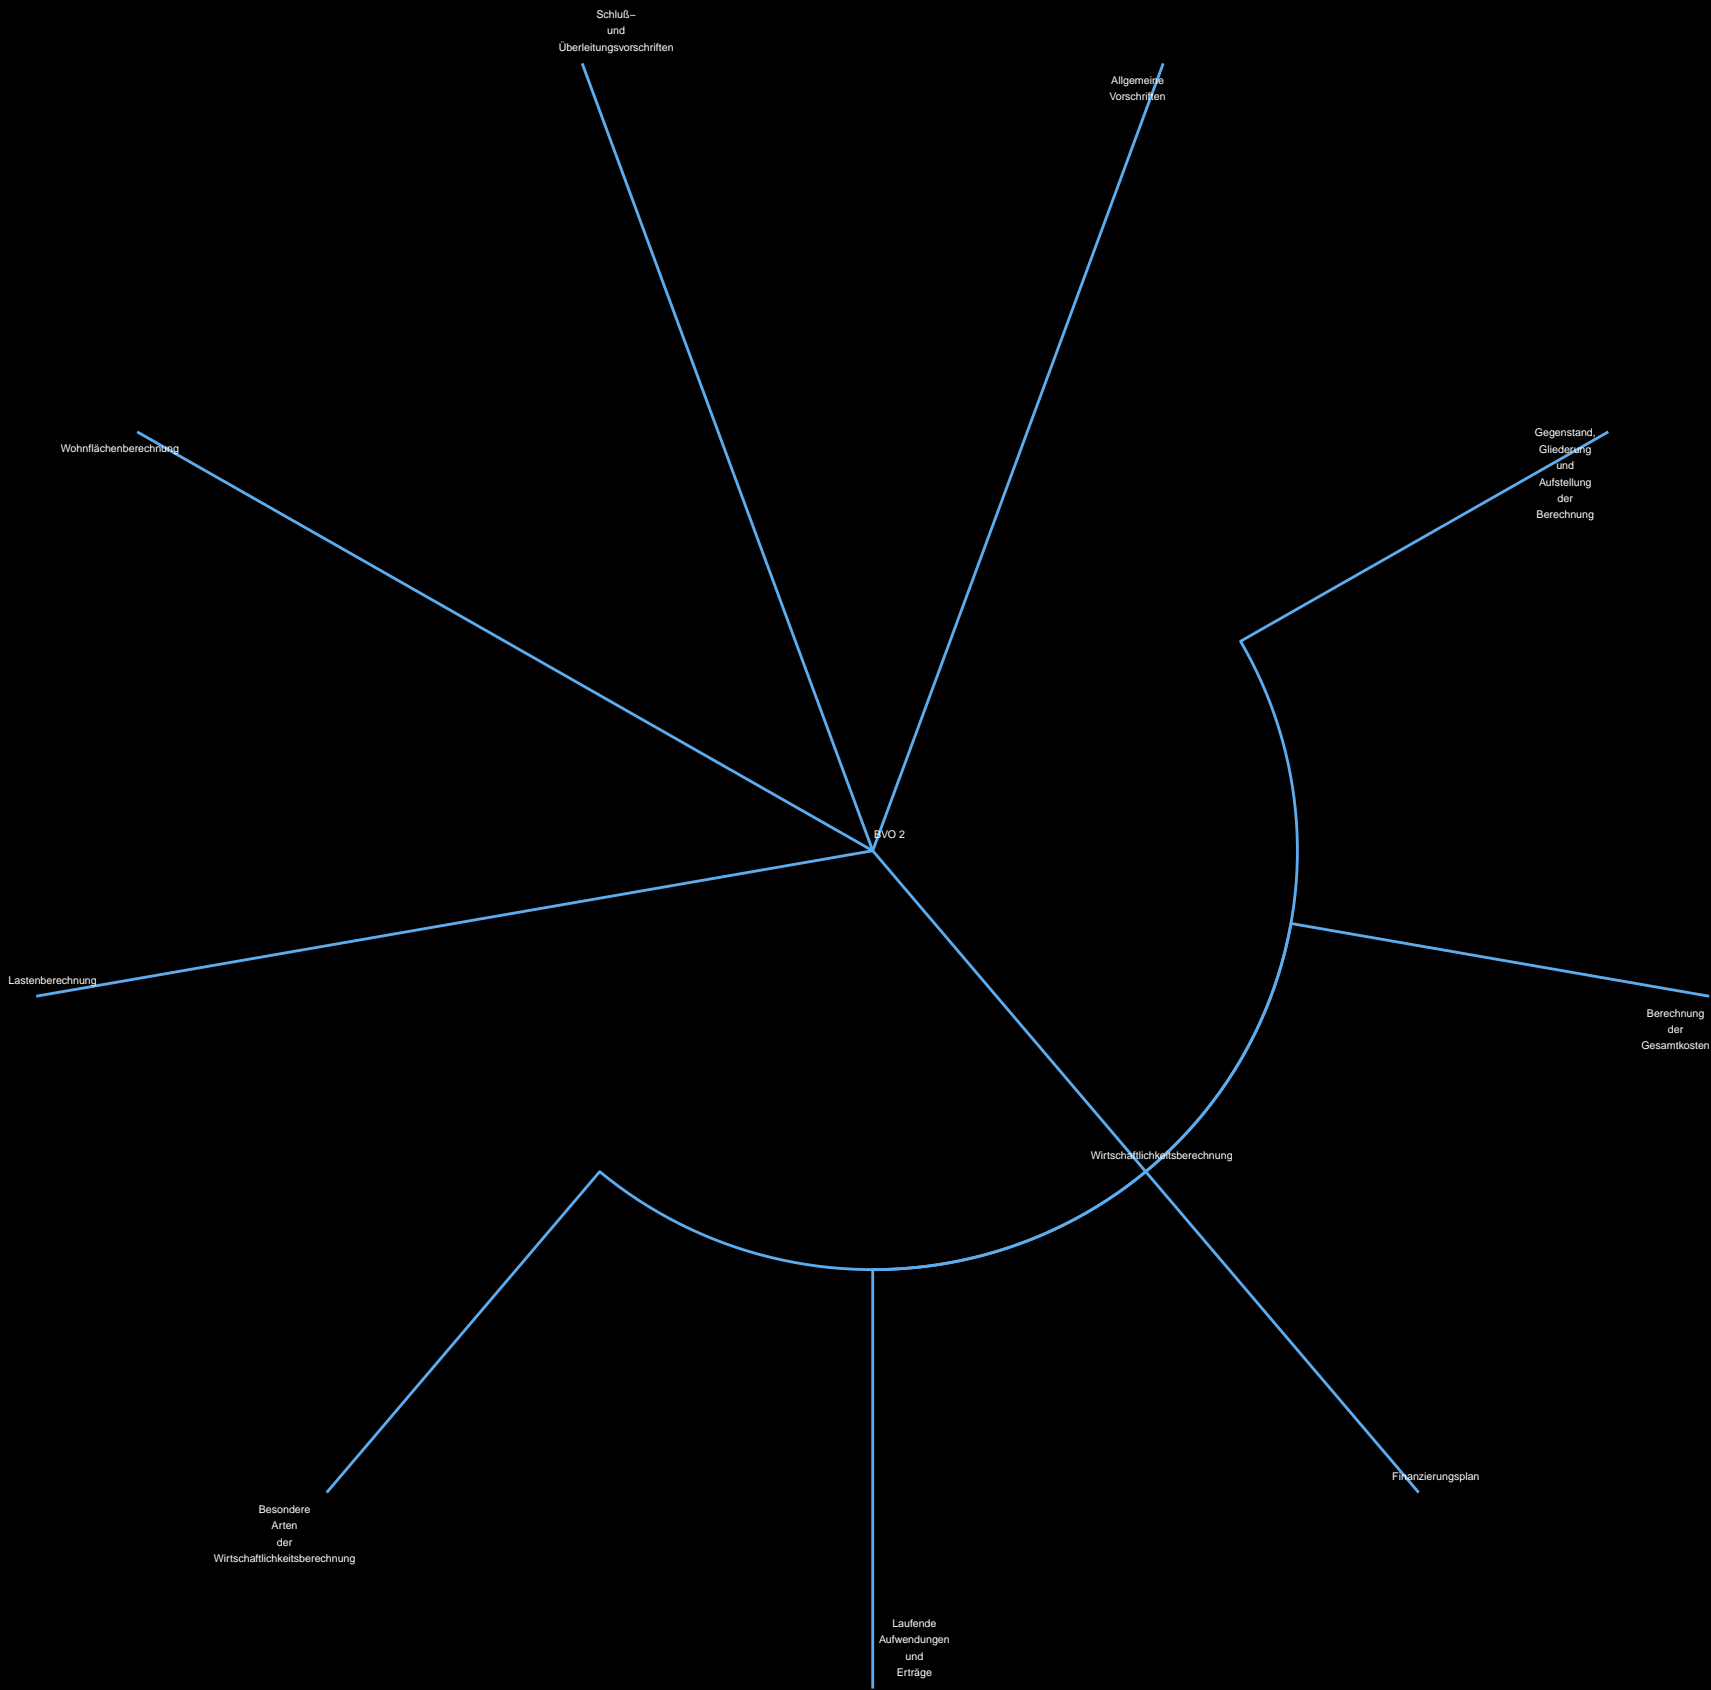 Schluß–
und
Überleitungsvorschriften
Allgemeine
Vorschriften
Gegenstand,
Gliederung
und
Aufstellung
der
Berechnung
Wohnflächenberechnung
BVO 2
Lastenberechnung
Berechnung
der
Gesamtkosten
Wirtschaftlichkeitsberechnung
Finanzierungsplan
Besondere
Arten
der
Wirtschaftlichkeitsberechnung
Laufende
Aufwendungen
und
Erträge